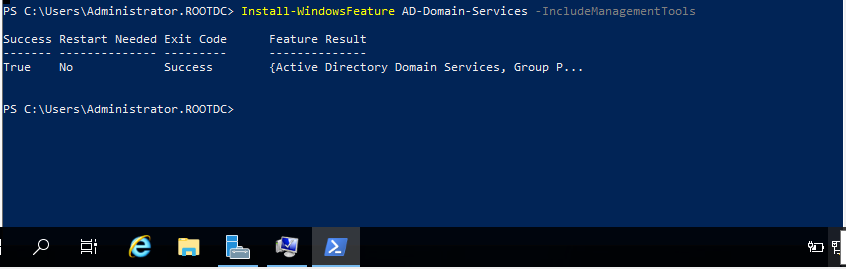 PS C:\Users\Administrator.ROOTDC> Install-WindowsFeature AD-Domain-Services -IncludeManagementTools
Success Restart Needed Exit Code      Feature Result
------- -------------- ---------      --------------
True    No             Success        {Active Directory Domain Services, Group P...
PS C:\Users\Administrator.ROOTDC>